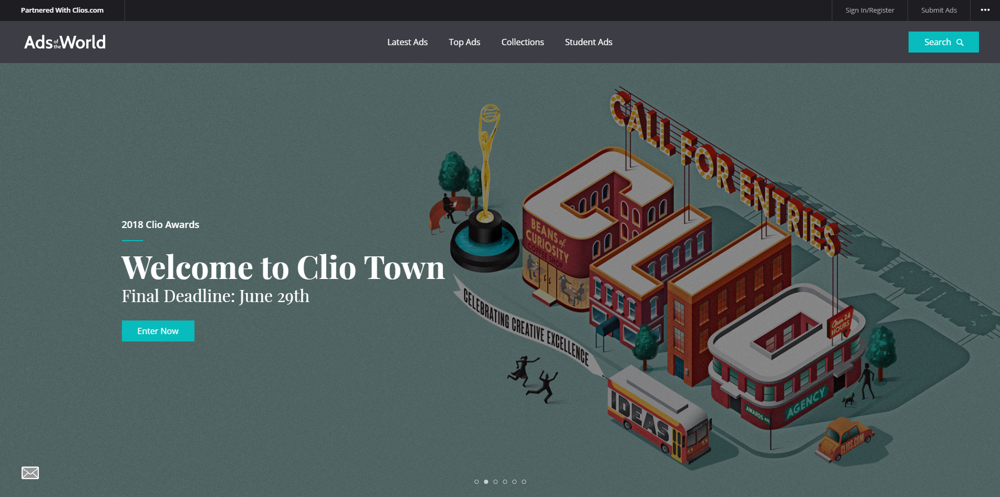 Partnered With Clios.com
Sign In/Register
Submit Ads
Ads of the World
Latest Ads
Top Ads
Collections
Student Ads
Search
CALL FOR ENTRIES
2018 Clio Awards
Welcome to Clio Town
Final Deadline: June 29th
Enter Now
BEANS of
CURIOSITY
COFFEE SHOP
CLIO
CELEBRATING CREATIVE EXCELLENCE
Open 24
HOURS
IDEAS
AWARDS AVE
AGENCY
CLIOS.COM